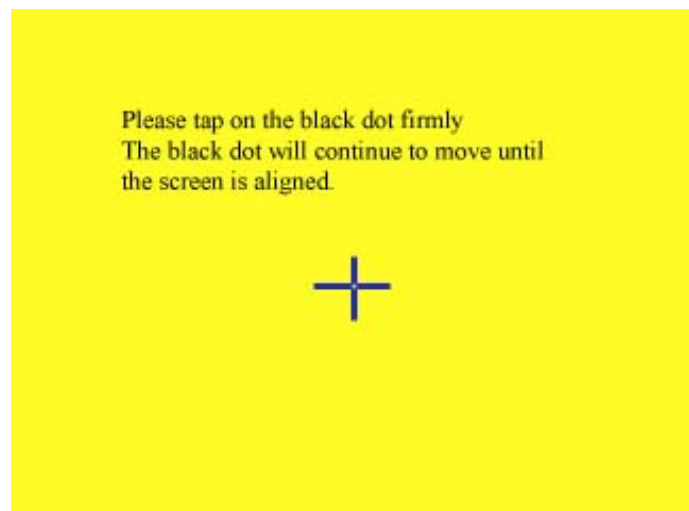 Please tap on the black dot firmly
The black dot will continue to move until
the screen is aligned.